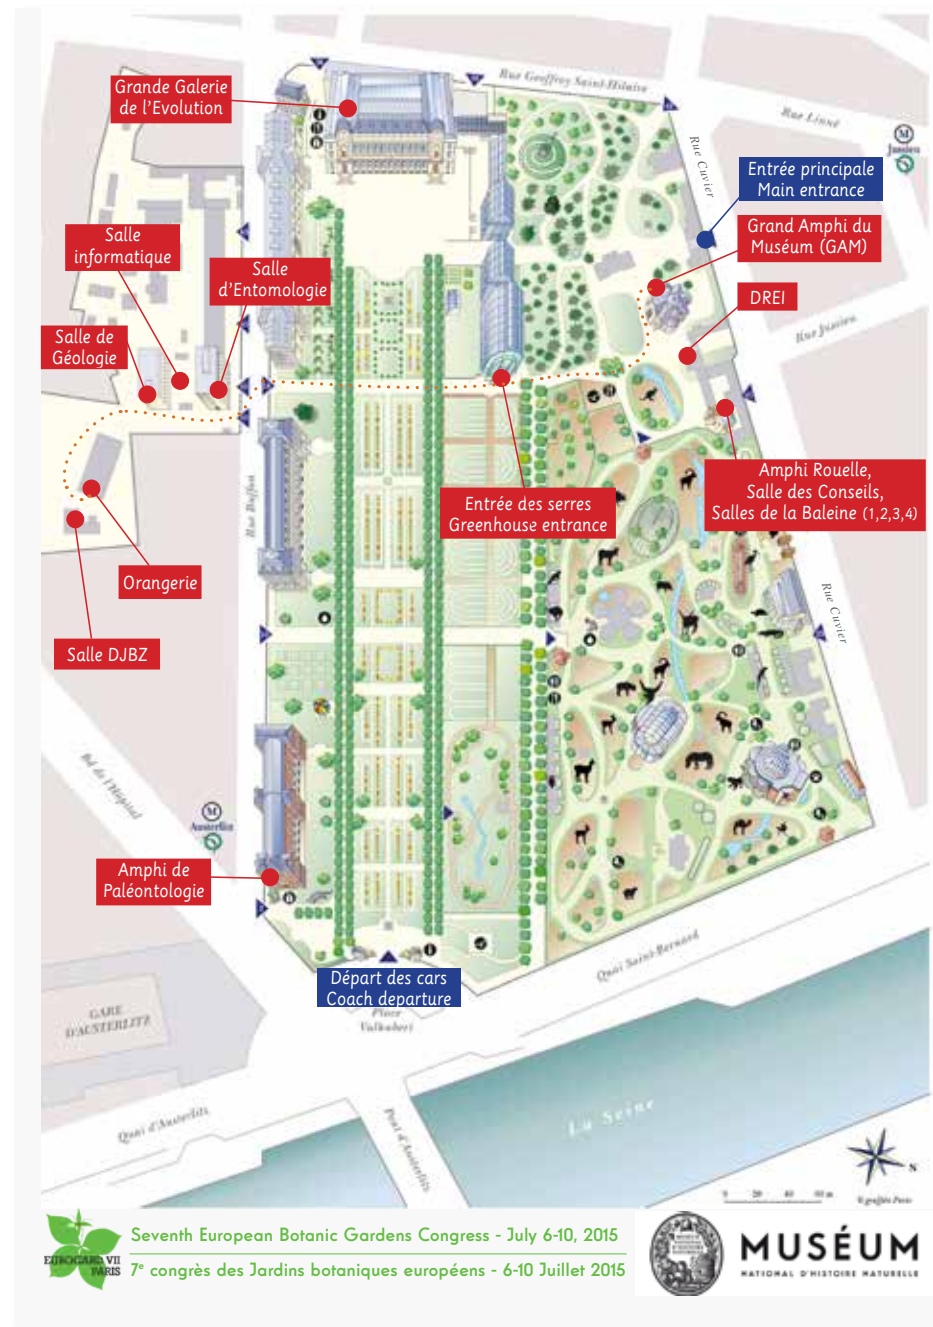 Rue Geoffroy Saint-Hilaire
Grande Galerie
de l'Evolution
Rue Linné
M
Jussieu
Rue Cuvier
Entrée principale
Main entrance
Grand Amphi du
Muséum (GAM)
Salle
informatique
Salle
d'Entomologie
DREI
Rue Jussieu
Salle de
Géologie
Amphi Rouelle,
Salle des Conseils,
Salles de la Baleine (1,2,3,4)
Entrée des serres
Greenhouse entrance
Rue Buffon
Orangerie
Rue Cuvier
Salle DJBZ
Bd de l'Hôpital
M
Austerlitz
Amphi de
Paléontologie
Quai Saint-Bernard
Départ des cars
Coach departure
Place
Valhubert
GARE
D'AUSTERLITZ
Quai d'Austerlitz
Pont d'Austerlitz
La Seine
N
0 20 40 60 m
Seventh European Botanic Gardens Congress - July 6-10, 2015
7e congrès des Jardins botaniques européens - 6-10 Juillet 2015
EUROGARD VII
PARIS
MUSÉUM
NATIONAL D'HISTOIRE NATURELLE